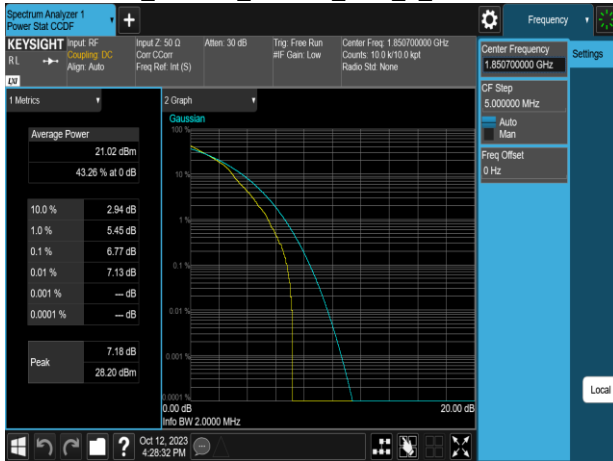 Spectrum Analyzer 1
Power Stat CCDF
Frequency
KEYSIGHT
RL
LXI
Input: RF
Coupling: DC
Align: Auto
Input Z: 50 Ω
Corr CCorr
Freq Ref: Int (S)
Atten: 30 dB
Trig: Free Run
#IF Gain: Low
Center Freq: 1.850700000 GHz
Counts: 10.0 k/10.0 kpt
Radio Std: None
Center Frequency
1.850700000 GHz
Settings
CF Step
5.000000 MHz
Auto
Man
Freq Offset
0 Hz
Local
1 Metrics
Average Power
21.02 dBm
43.26 % at 0 dB
10.0 % 2.94 dB
1.0 % 5.45 dB
0.1 % 6.77 dB
0.01 % 7.13 dB
0.001 % --- dB
0.0001 % --- dB
Peak
7.18 dB
28.20 dBm
2 Graph
Gaussian
100 %
10 %
1 %
0.1 %
0.01 %
0.001 %
0.0001 %
0.00 dB
20.00 dB
Info BW 2.0000 MHz
Oct 12, 2023
4:28:32 PM